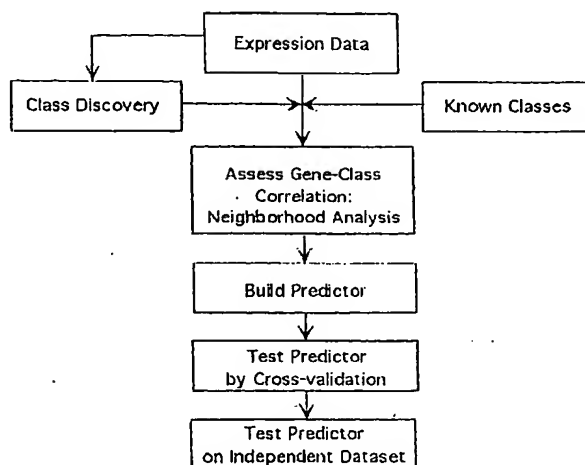 Expression Data
Class Discovery
Known Classes
Assess Gene-Class
Correlation:
Neighborhood Analysis
Build Predictor
Test Predictor
by Cross-validation
Test Predictor
on Independent Dataset